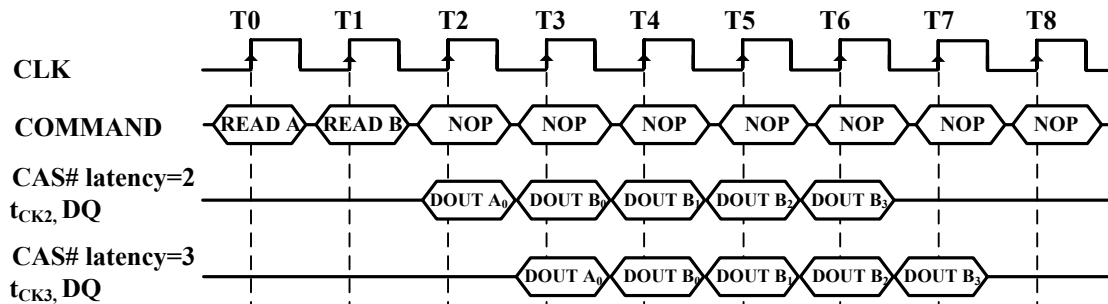 T0 T1 T2 T3 T4 T5 T6 T7 T8
CLK
COMMAND READ A READ B NOP NOP NOP NOP NOP NOP NOP
CAS# latency=2
t_CK2, DQ DOUT A₀ DOUT B₀ DOUT B₁ DOUT B₂ DOUT B₃
CAS# latency=3
t_CK3, DQ DOUT A₀ DOUT B₀ DOUT B₁ DOUT B₂ DOUT B₃